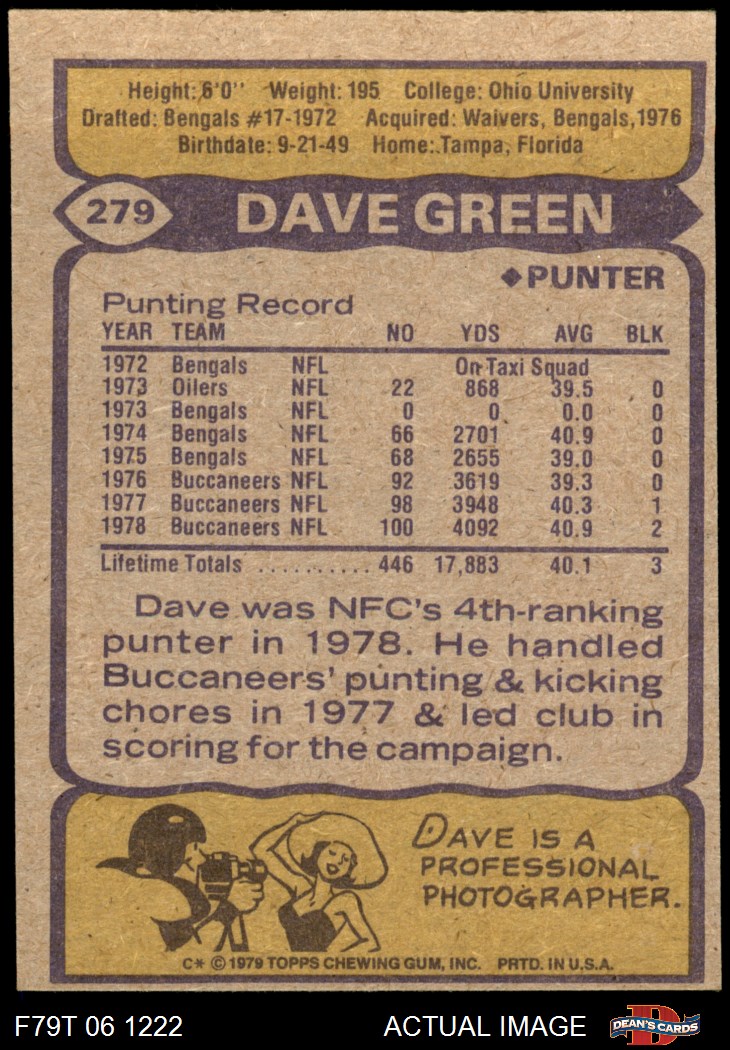 Height: 6'0'' Weight: 195 College: Ohio University
Drafted: Bengals #17-1972 Acquired: Waivers, Bengals, 1976
Birthdate: 9-21-49 Home: Tampa, Florida
279 DAVE GREEN
◆PUNTER
Punting Record
YEAR TEAM NO YDS AVG BLK
1972 Bengals NFL On Taxi Squad
1973 Oilers NFL 22 868 39.5 0
1973 Bengals NFL 0 0 0.0 0
1974 Bengals NFL 66 2701 40.9 0
1975 Bengals NFL 68 2655 39.0 0
1976 Buccaneers NFL 92 3619 39.3 0
1977 Buccaneers NFL 98 3948 40.3 1
1978 Buccaneers NFL 100 4092 40.9 2
Lifetime Totals .......... 446 17,883 40.1 3
Dave was NFC's 4th-ranking
punter in 1978. He handled
Buccaneers' punting & kicking
chores in 1977 & led club in
scoring for the campaign.
DAVE IS A
PROFESSIONAL
PHOTOGRAPHER.
C* © 1979 TOPPS CHEWING GUM, INC. PRTD. IN U.S.A.
F79T 06 1222 ACTUAL IMAGE D DEAN'S CARDS